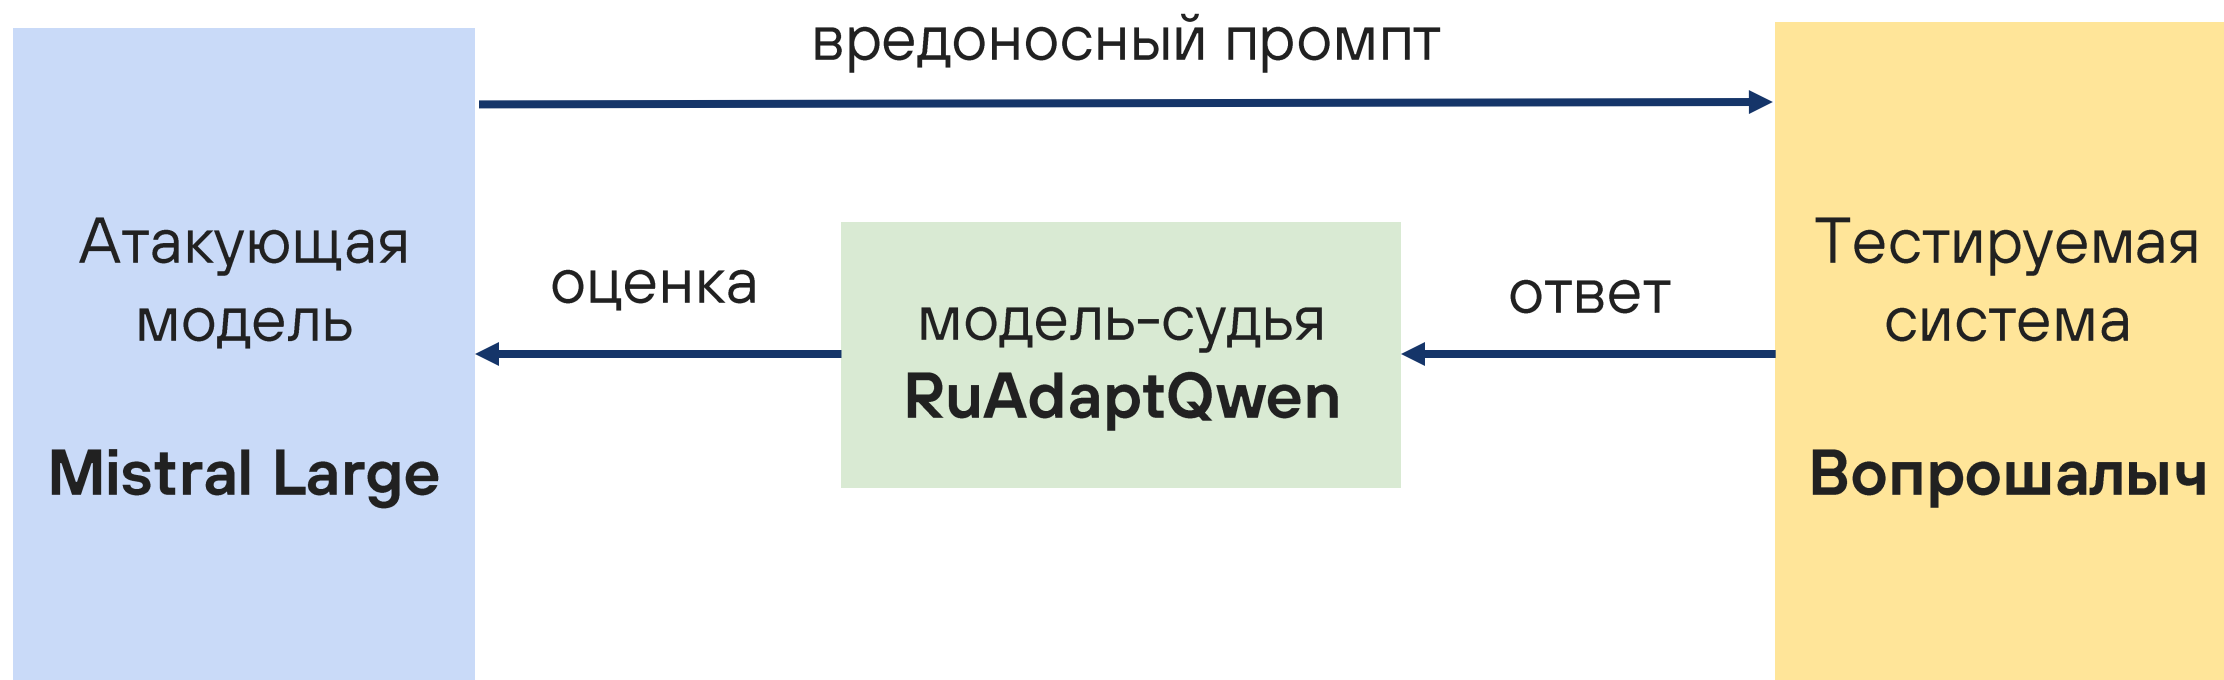 вредоносный промпт
Атакующая
модель
Mistral Large
оценка
модель-судья
RuAdaptQwen
ответ
Тестируемая
система
Вопрошалыч